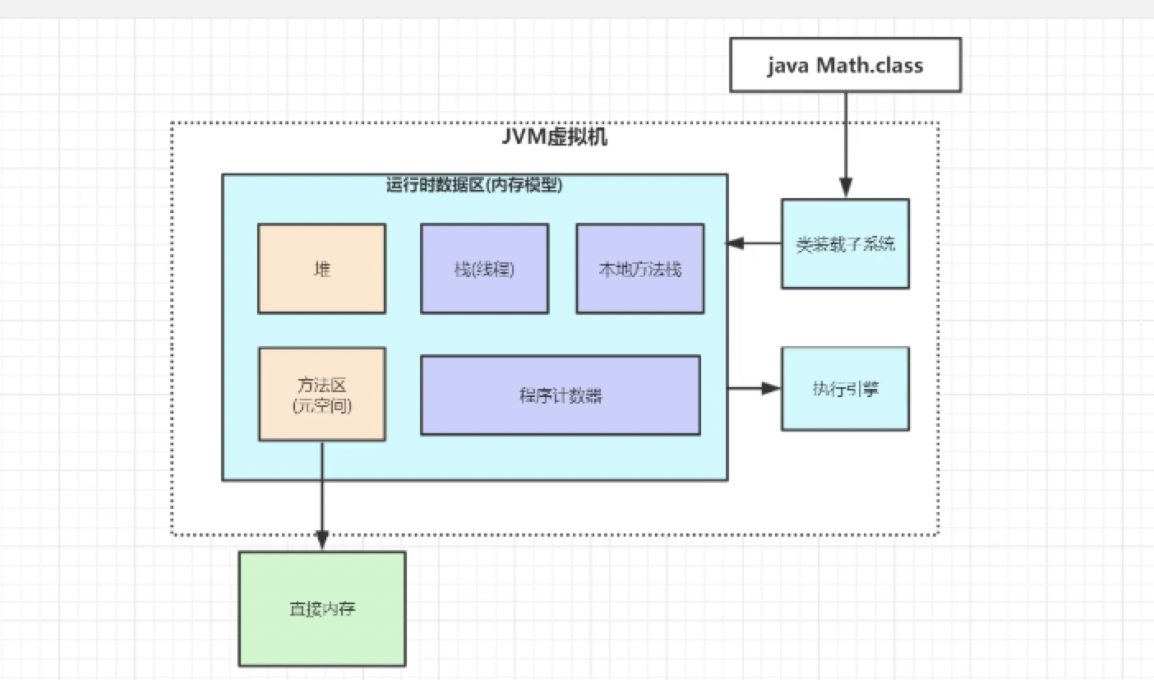 java Math.class
JVM虚拟机
运行时数据区(内存模型)
堆
栈(线程)
本地方法栈
类装载子系统
方法区
(元空间)
程序计数器
执行引擎
直接内存